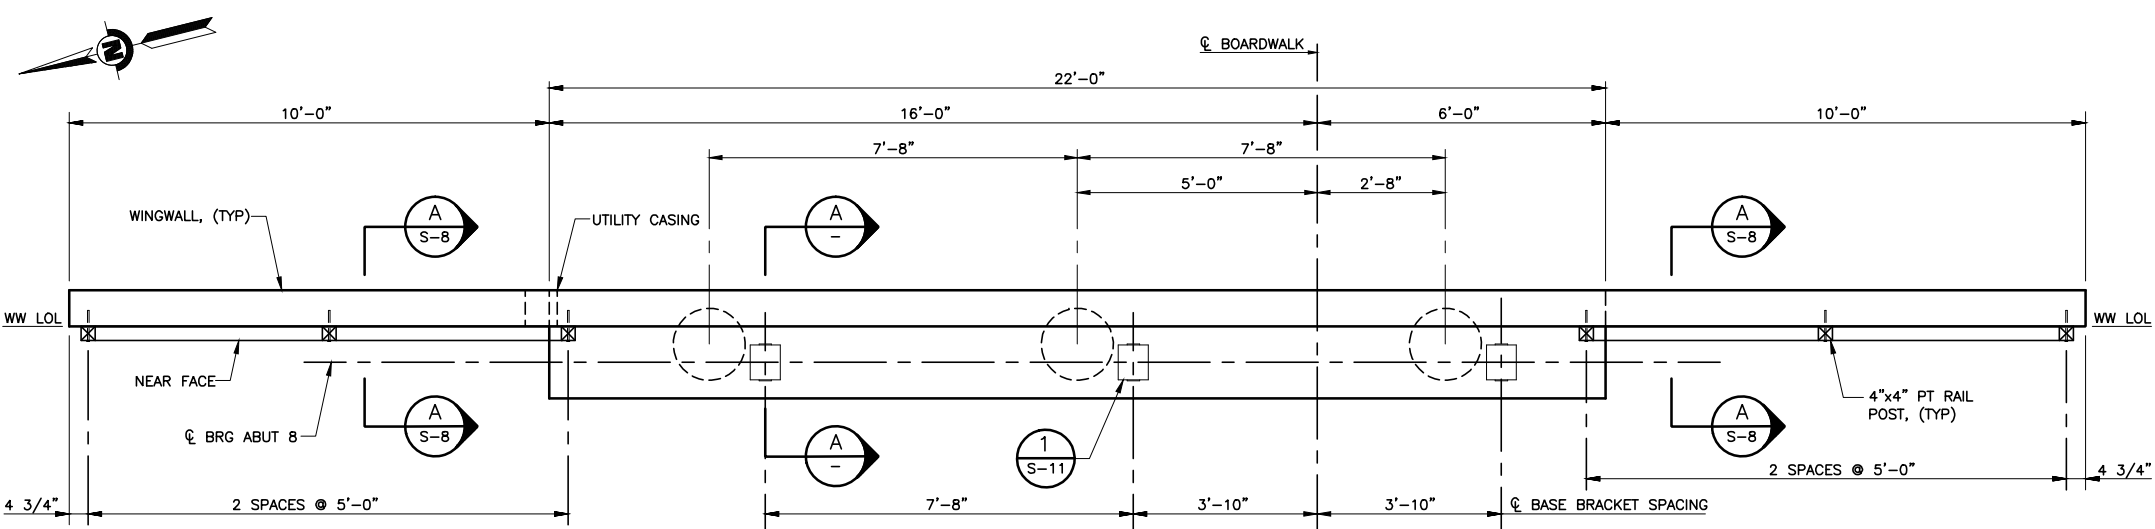 N
℄ BOARDWALK
22'-0"
10'-0"
16'-0"
6'-0"
10'-0"
7'-8"
7'-8"
5'-0"
2'-8"
WINGWALL, (TYP)
A
S-8
UTILITY CASING
A
-
A
S-8
WW LOL
WW LOL
NEAR FACE
℄ BRG ABUT 8
A
S-8
A
-
1
S-11
A
S-8
4"x4" PT RAIL
POST, (TYP)
2 SPACES @ 5'-0"
4 3/4"
4 3/4"
2 SPACES @ 5'-0"
7'-8"
3'-10"
3'-10"
℄ BASE BRACKET SPACING